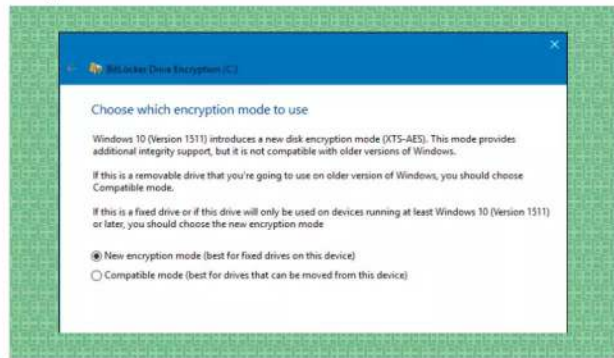 BitLocker Drive Encryption (C:)
Choose which encryption mode to use
Windows 10 (Version 1511) introduces a new disk encryption mode (XTS-AES). This mode provides
additional integrity support, but it is not compatible with older versions of Windows.
If this is a removable drive that you're going to use on older version of Windows, you should choose
Compatible mode.
If this is a fixed drive or if this drive will only be used on devices running at least Windows 10 (Version 1511)
or later, you should choose the new encryption mode
New encryption mode (best for fixed drives on this device)
Compatible mode (best for drives that can be moved from this device)